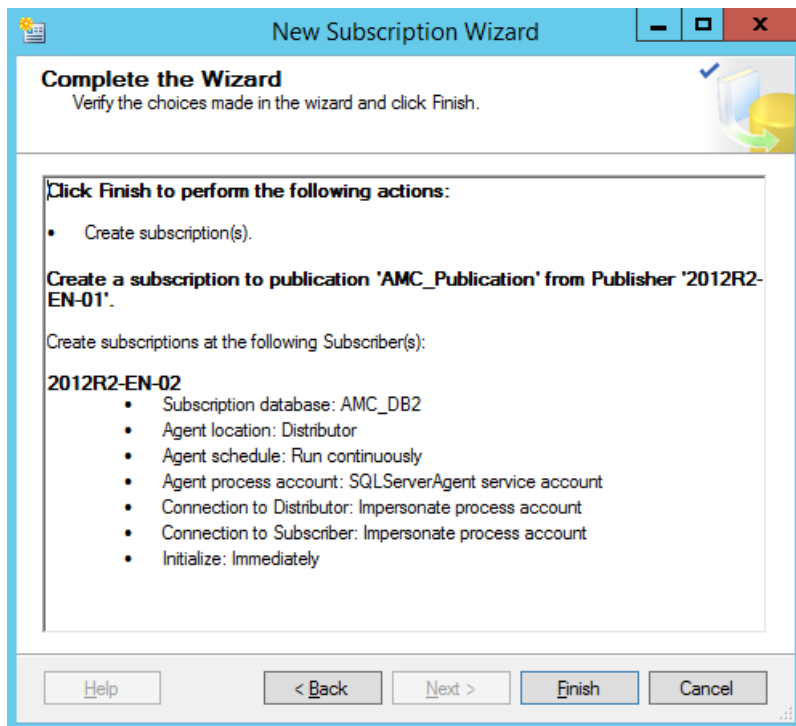 New Subscription Wizard
Complete the Wizard
Verify the choices made in the wizard and click Finish.
Click Finish to perform the following actions:
• Create subscription(s).
Create a subscription to publication 'AMC_Publication' from Publisher '2012R2-
EN-01'.
Create subscriptions at the following Subscriber(s):
2012R2-EN-02
• Subscription database: AMC_DB2
• Agent location: Distributor
• Agent schedule: Run continuously
• Agent process account: SQLServerAgent service account
• Connection to Distributor: Impersonate process account
• Connection to Subscriber: Impersonate process account
• Initialize: Immediately
Help < Back Next > Finish Cancel